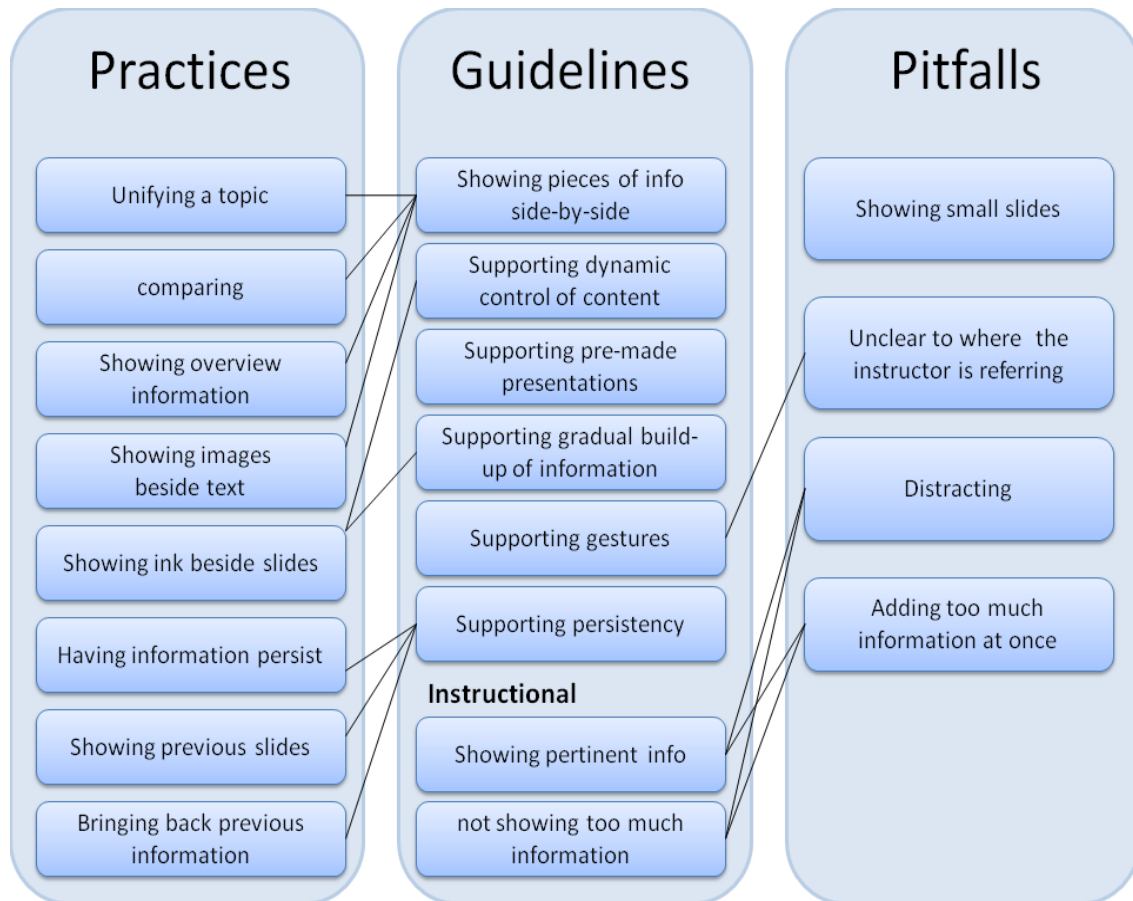 Practices
Unifying a topic
comparing
Showing overview
information
Showing images
beside text
Showing ink beside slides
Having information persist
Showing previous slides
Bringing back previous
information
Guidelines
Showing pieces of info
side-by-side
Supporting dynamic
control of content
Supporting pre-made
presentations
Supporting gradual build-
up of information
Supporting gestures
Supporting persistency
Instructional
Showing pertinent info
not showing too much
information
Pitfalls
Showing small slides
Unclear to where the
instructor is referring
Distracting
Adding too much
information at once